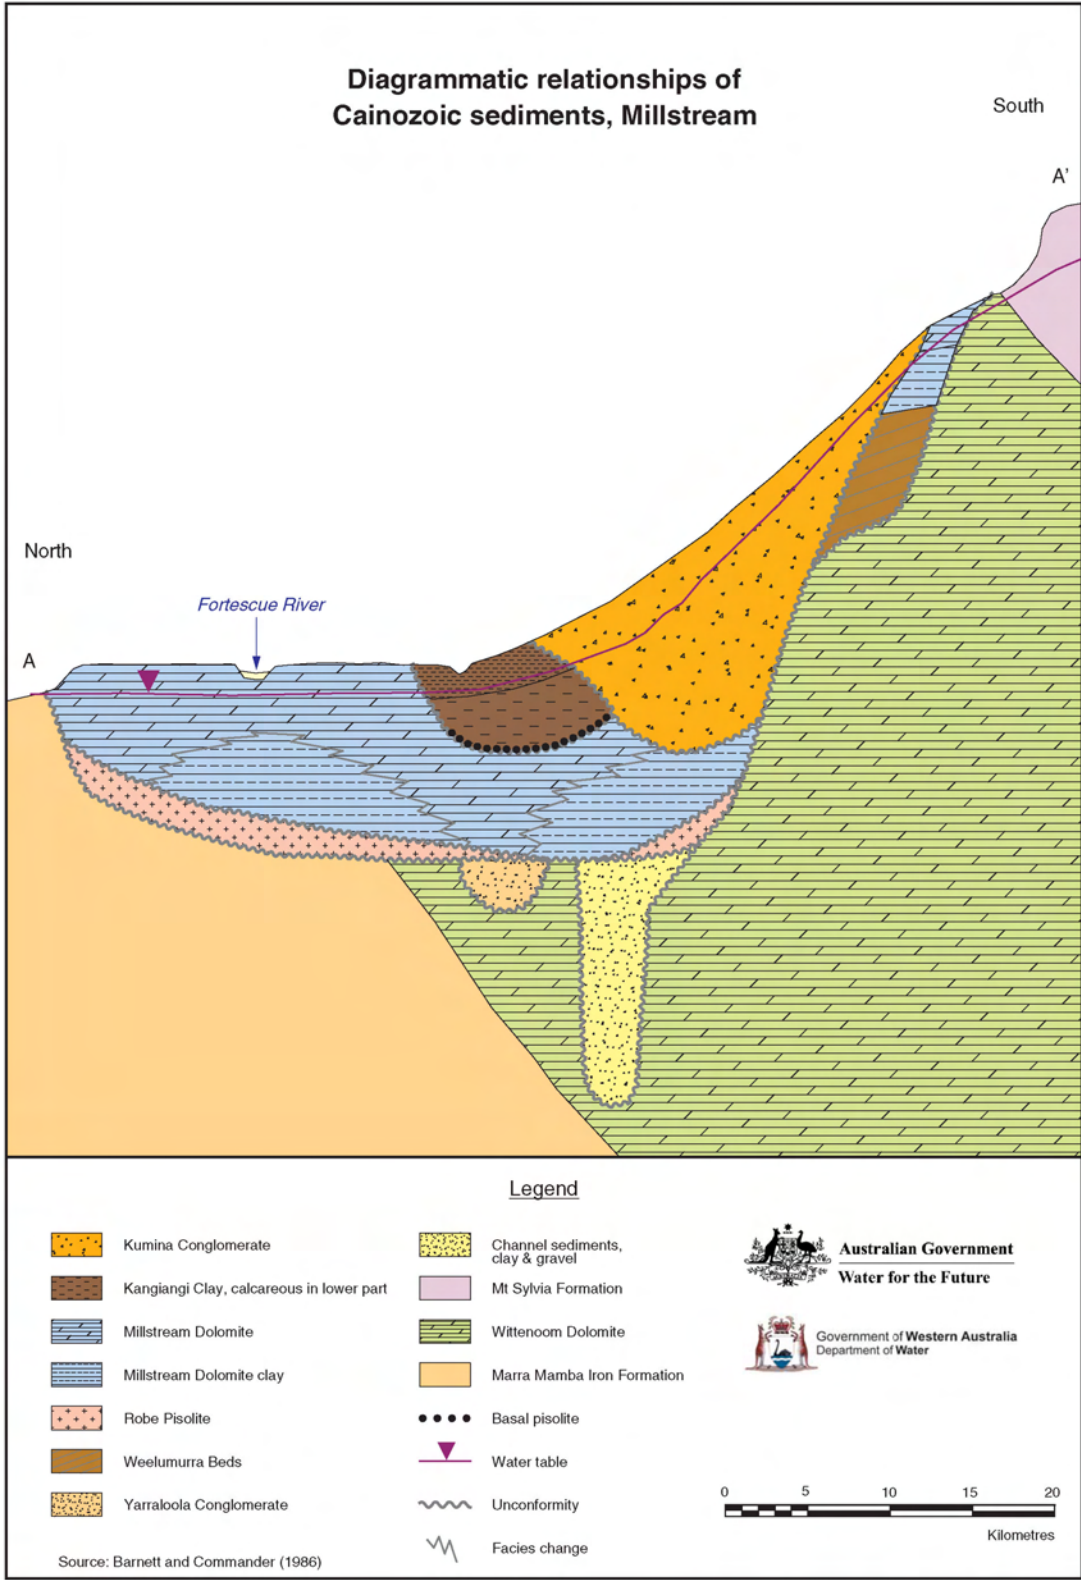 Diagrammatic relationships of
Cainozoic sediments, Millstream
South
A'
North
Fortescue River
A
Legend
Kumina Conglomerate
Kangiangi Clay, calcareous in lower part
Millstream Dolomite
Millstream Dolomite clay
Robe Pisolite
Weelumurra Beds
Yarraloola Conglomerate
Source: Barnett and Commander (1986)
Channel sediments,
clay & gravel
Mt Sylvia Formation
Wittenoom Dolomite
Marra Mamba Iron Formation
Basal pisolite
Water table
Unconformity
Facies change
Australian Government
Water for the Future
Government of Western Australia
Department of Water
0 5 10 15 20
Kilometres